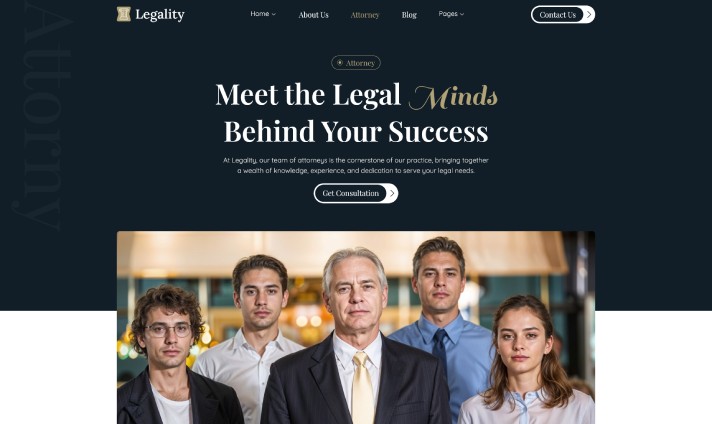 Legality
Home
About Us
Attorney
Blog
Pages
Contact Us
Attorny
Attorney
Meet the Legal Minds
Behind Your Success
At Legality, our team of attorneys is the cornerstone of our practice, bringing together
a wealth of knowledge, experience, and dedication to serve your legal needs.
Get Consultation